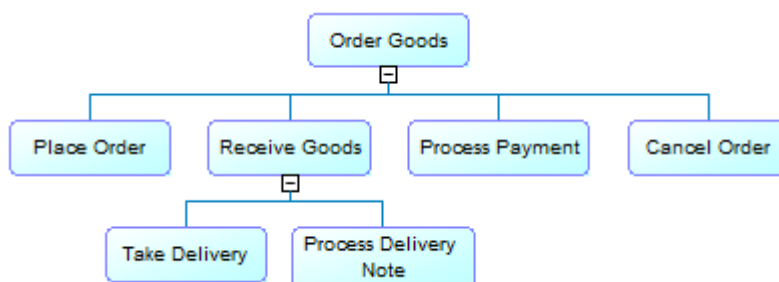 Order Goods
Place Order
Receive Goods
Process Payment
Cancel Order
Take Delivery
Process Delivery
Note